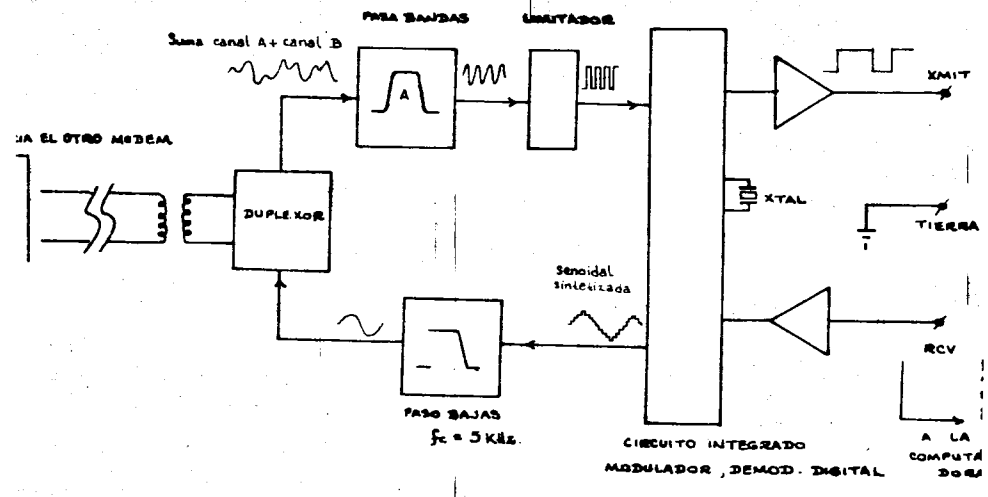 PASA BANDAS
LIMITADOR
Suma canal A + canal B
A
XMIT
EL OTRO MODEM
DUPLEXOR
XTAL
TIERRA
Senoidal
sintetizada
RCV
PASO BAJAS
fc = 5 KHz.
CIRCUITO INTEGRADO
MODULADOR, DEMOD. DIGITAL
A LA
COMPUTA
DORA